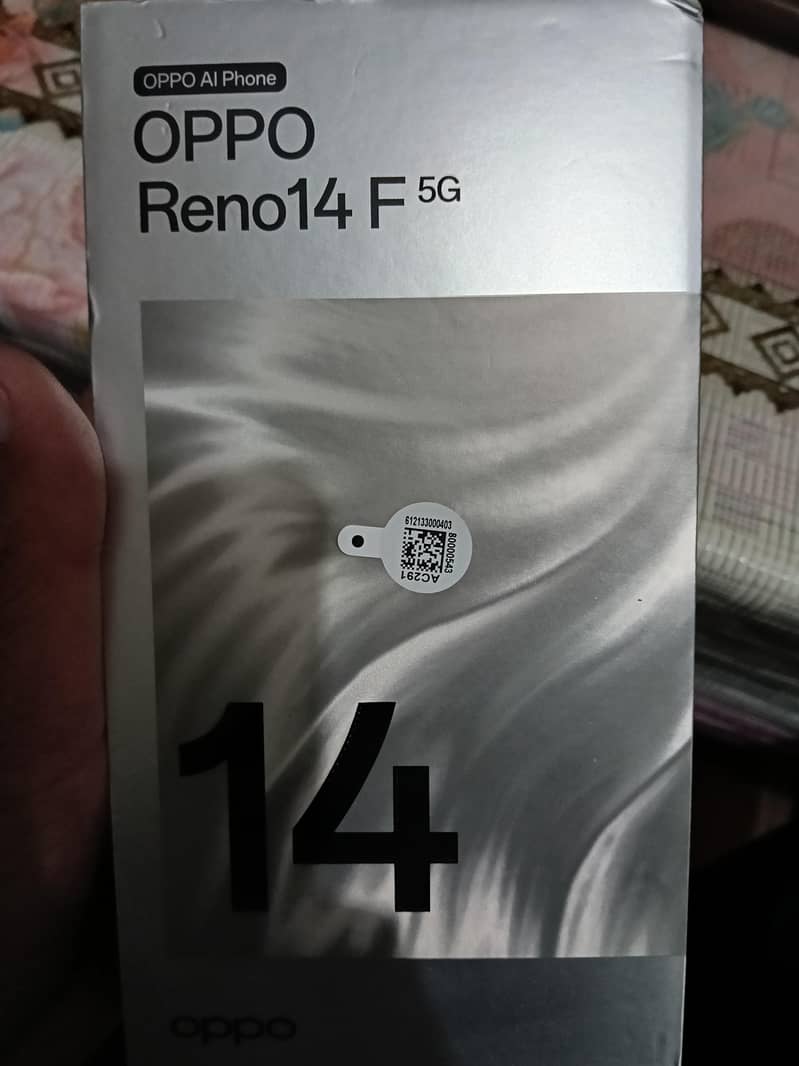 OPPO AI Phone
OPPO
Reno14 F 5G
612133000403
80000543
AC291
14
oppo